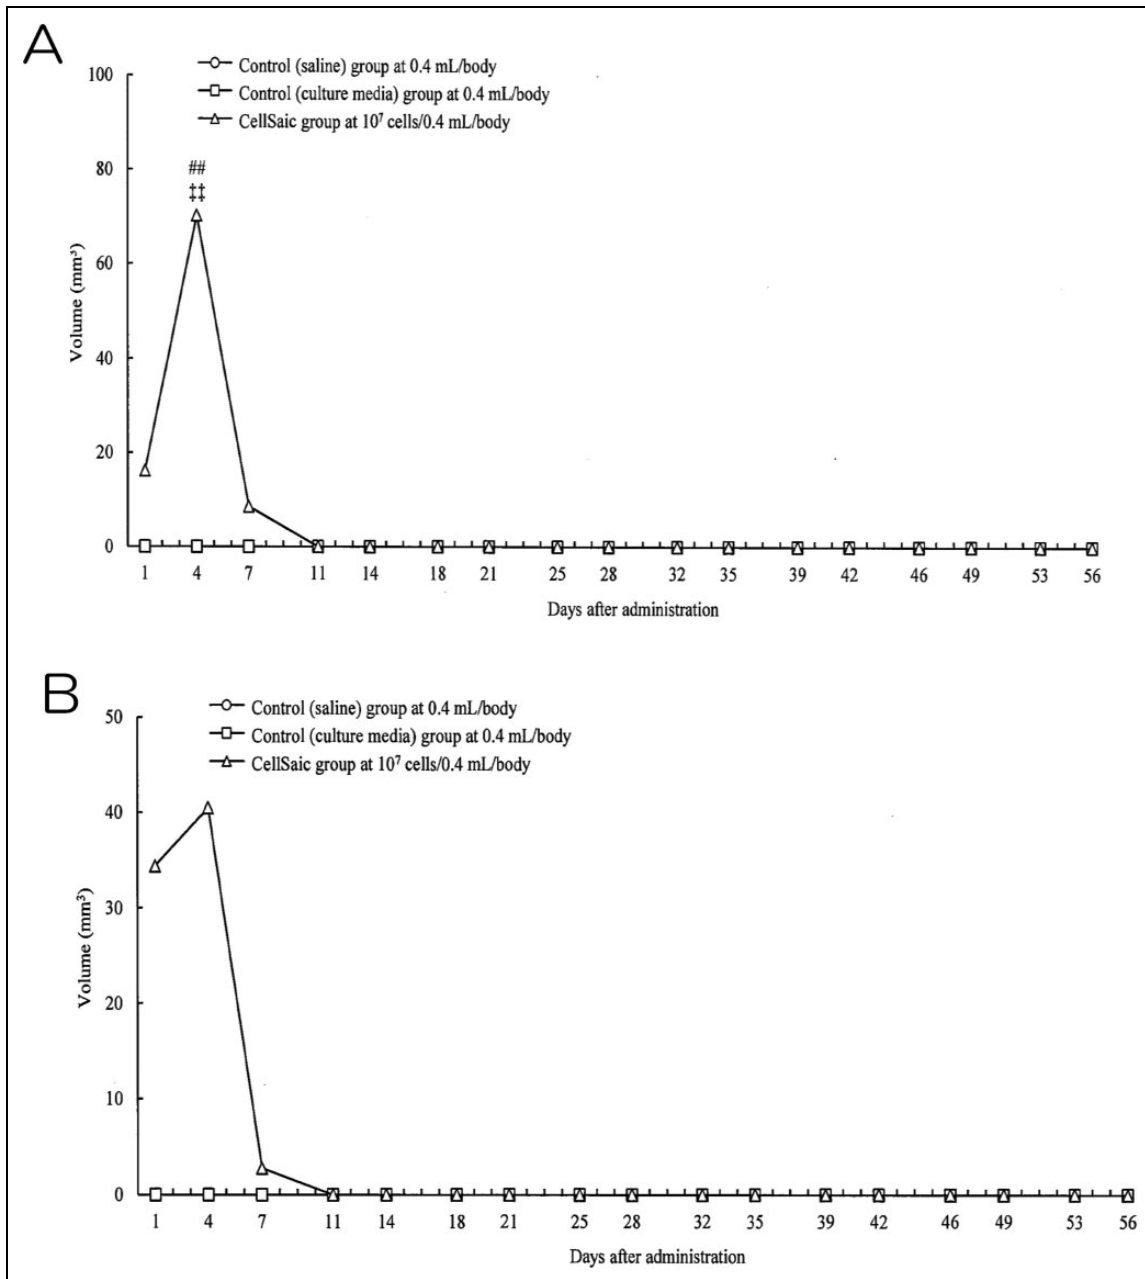 A
Control (saline) group at 0.4 mL/body
Control (culture media) group at 0.4 mL/body
CellSaic group at 10⁷ cells/0.4 mL/body
100
80
60
40
20
0
Volume (mm³)
##
‡‡
1 4 7 11 14 18 21 25 28 32 35 39 42 46 49 53 56
Days after administration
B
Control (saline) group at 0.4 mL/body
Control (culture media) group at 0.4 mL/body
CellSaic group at 10⁷ cells/0.4 mL/body
50
40
30
20
10
0
Volume (mm³)
1 4 7 11 14 18 21 25 28 32 35 39 42 46 49 53 56
Days after administration